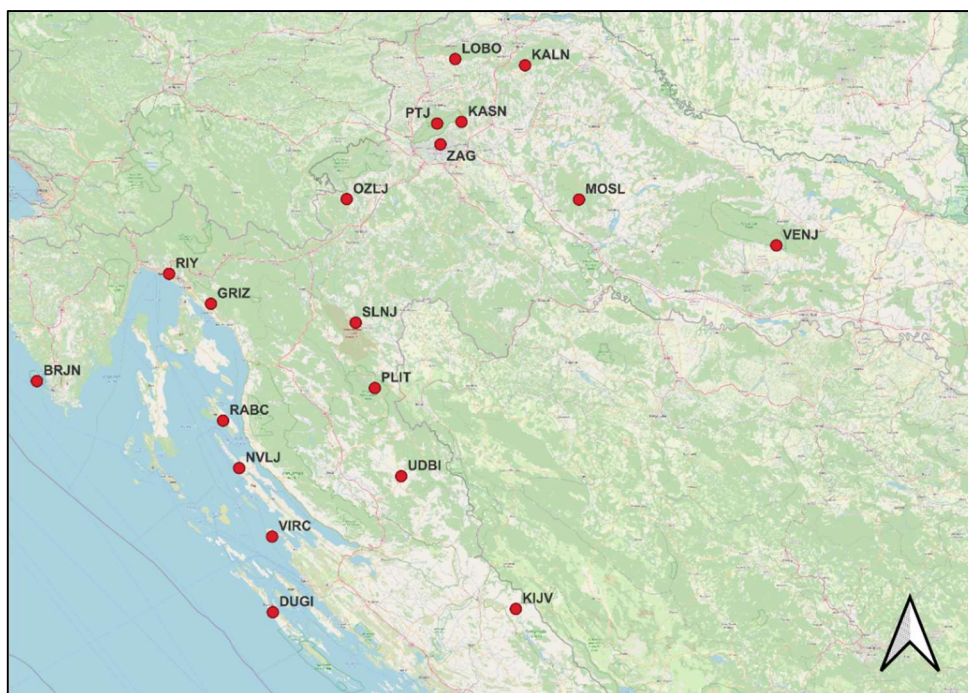 LOBO
KALN
PTJ
KASN
ZAG
OZLJ
MOSL
VENJ
RIY
GRIZ
SLNJ
BRJN
PLIT
RABC
NVLJ
UDBI
VIRC
DUGI
KIJV